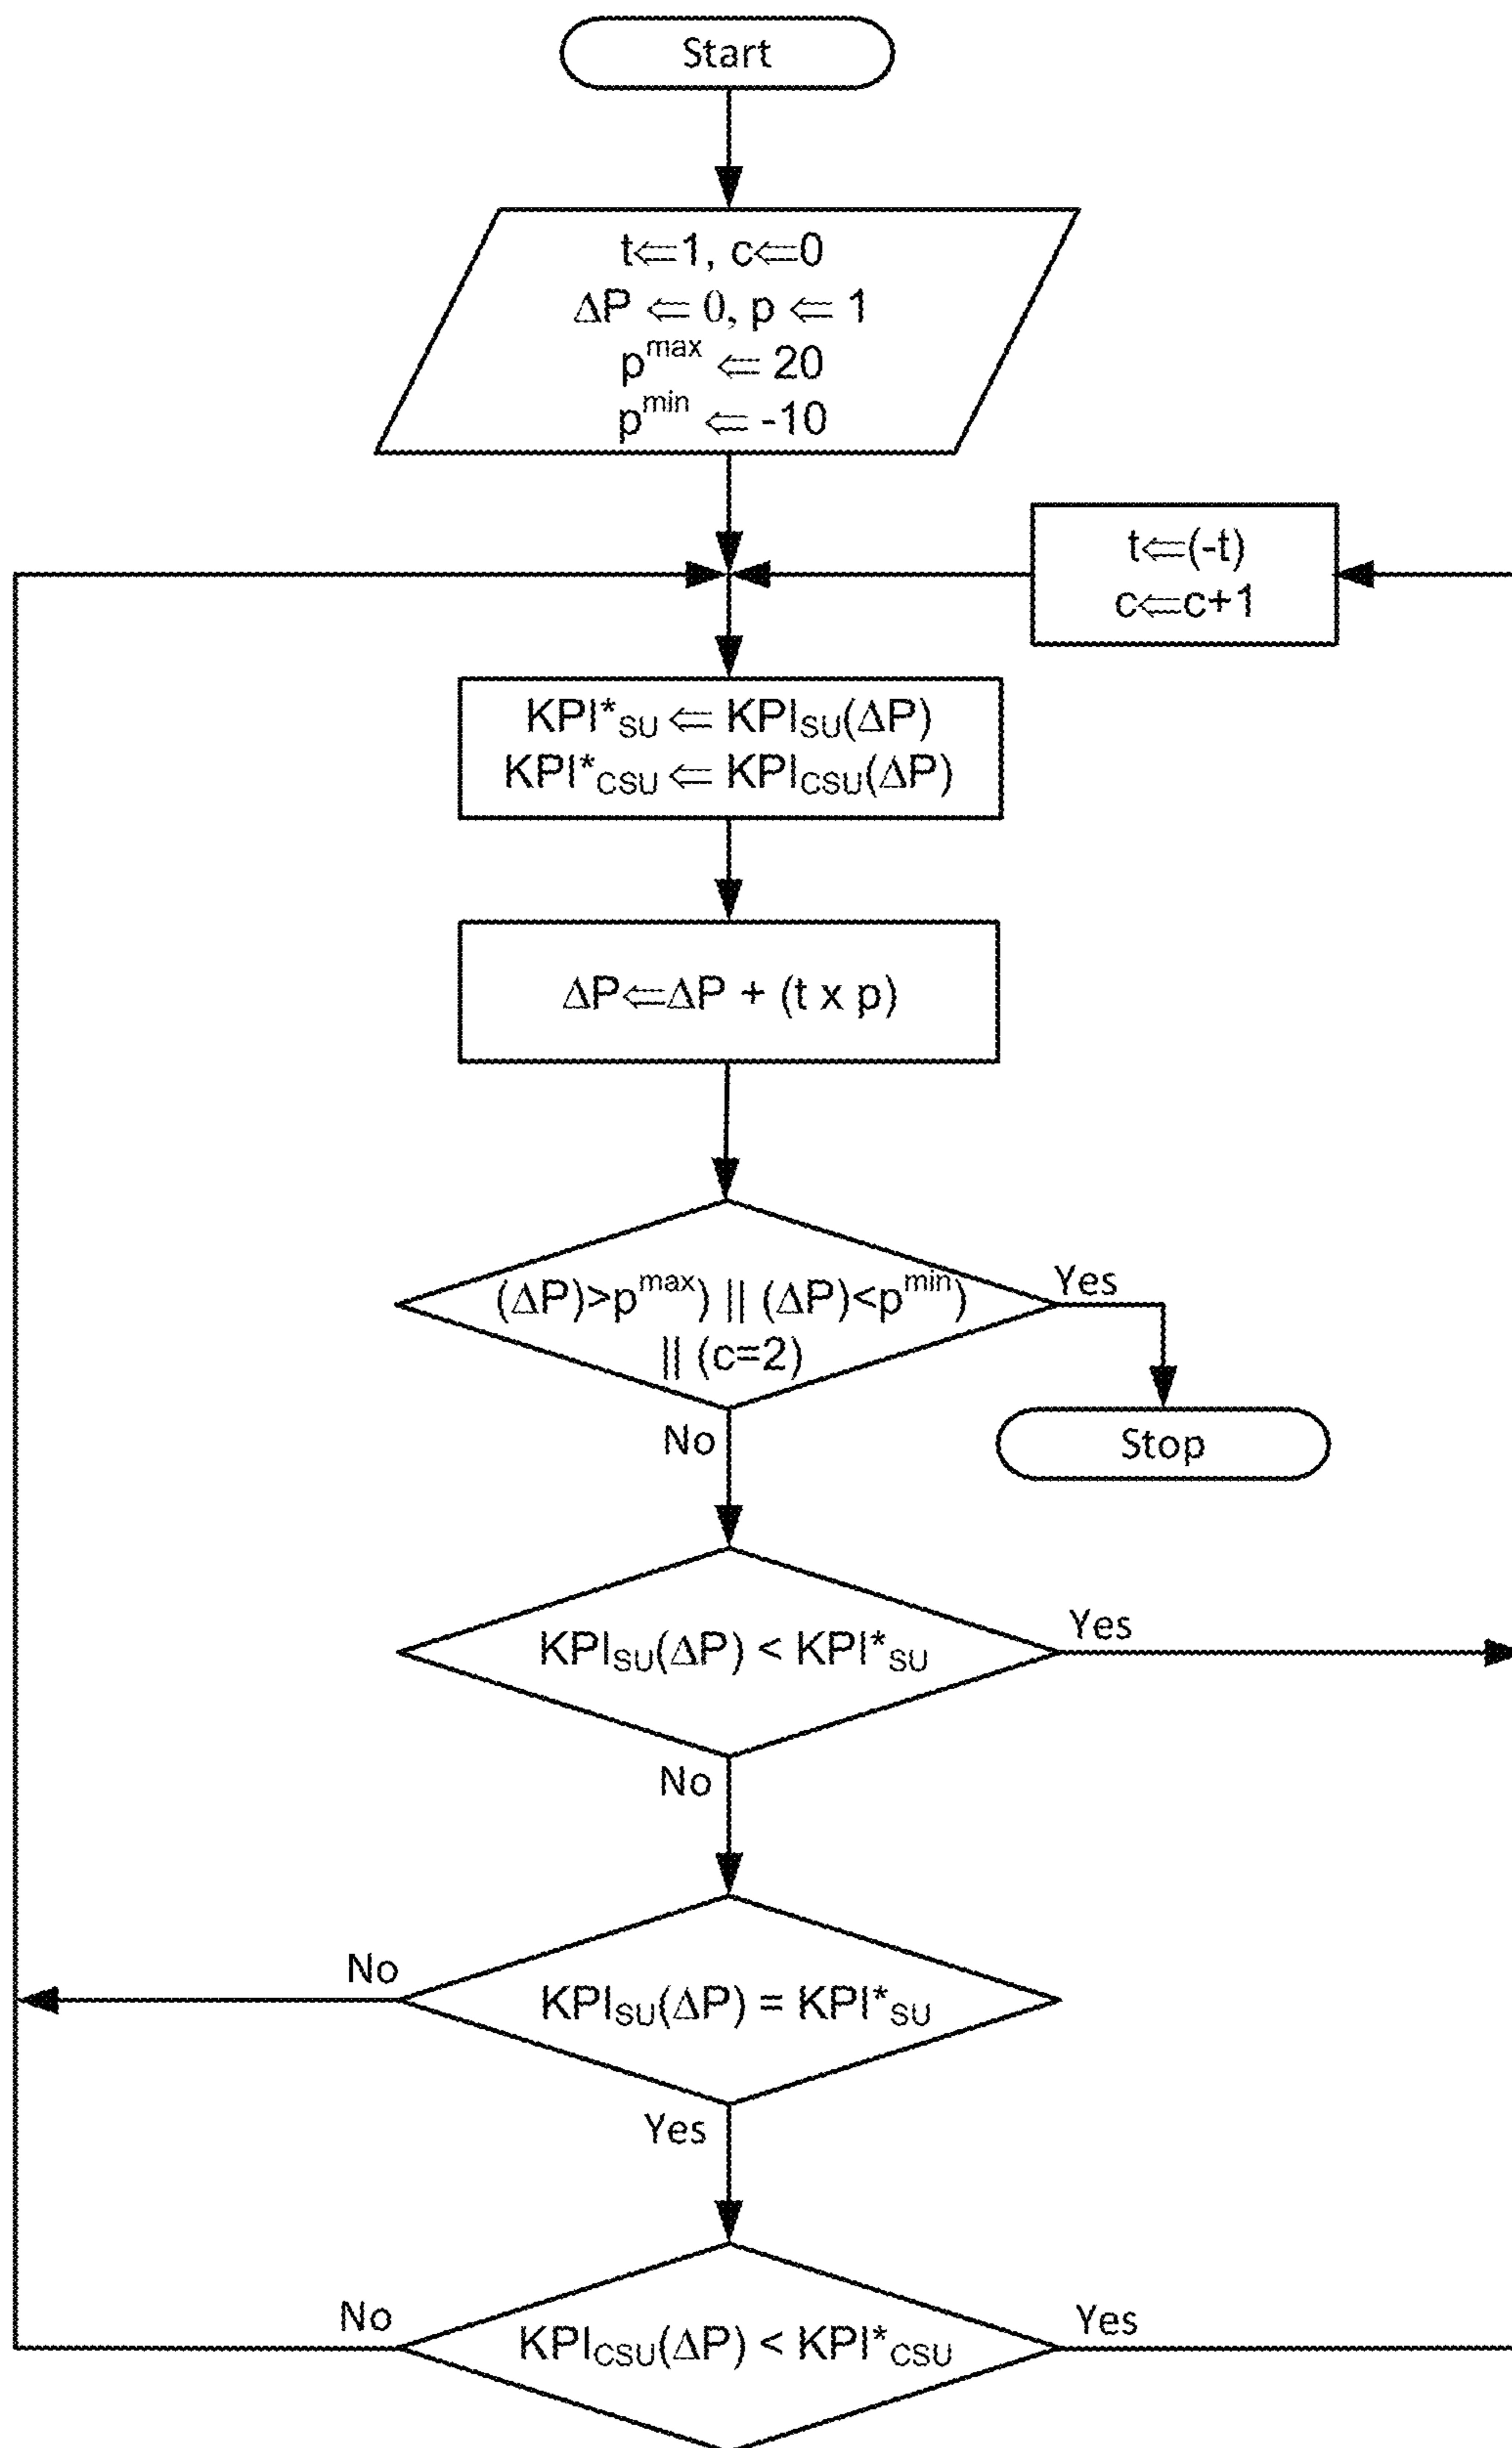 Start
t⇐1, c⇐0
ΔP ⇐ 0, p ⇐ 1
p^max ⇐ 20
p^min ⇐ -10
t⇐(-t)
c⇐c+1
KPI*SU ⇐ KPISU(ΔP)
KPI*CSU ⇐ KPICSU(ΔP)
ΔP⇐ΔP + (t x p)
(ΔP)>p^max) || (ΔP)<p^min)
|| (c=2)
Yes
Stop
No
KPISU(ΔP) < KPI*SU
Yes
No
KPISU(ΔP) = KPI*SU
No
Yes
KPICSU(ΔP) < KPI*CSU
No
Yes